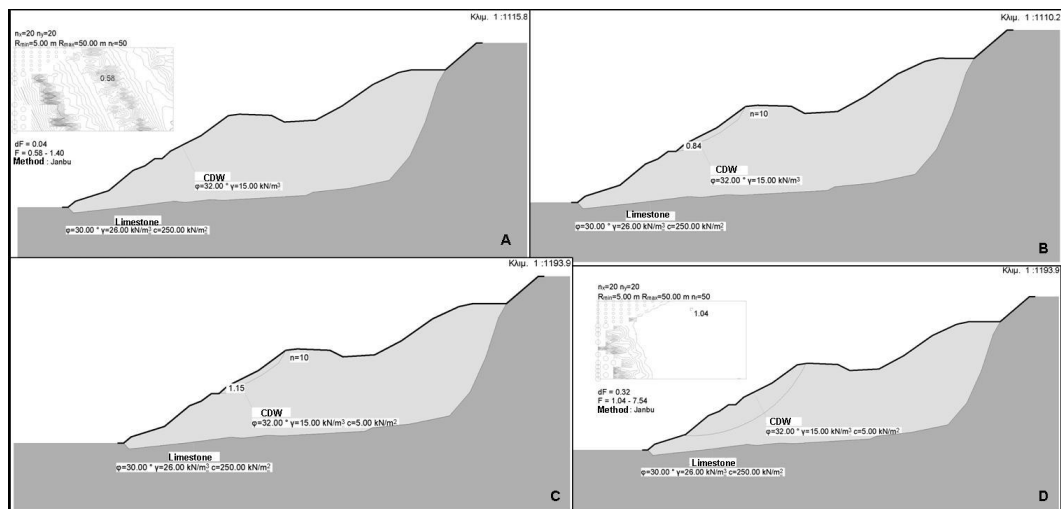 Κλιμ. 1 :1115.8
nx=20 ny=20
Rmin=5.00 m Rmax=50.00 m nr=50
0.58
dF = 0.04
F = 0.58 - 1.40
Method : Janbu
CDW
φ=32.00 ° γ=15.00 kN/m3
Limestone
φ=30.00 ° γ=26.00 kN/m3 c=250.00 kN/m2
A
Κλιμ. 1 :1110.2
n=10
0.84
CDW
φ=32.00 ° γ=15.00 kN/m3
Limestone
φ=30.00 ° γ=26.00 kN/m3 c=250.00 kN/m2
B
Κλιμ. 1 :1193.9
n=10
1.15
CDW
φ=32.00 ° γ=15.00 kN/m3 c=5.00 kN/m2
Limestone
φ=30.00 ° γ=26.00 kN/m3 c=250.00 kN/m2
C
Κλιμ. 1 :1193.9
nx=20 ny=20
Rmin=5.00 m Rmax=50.00 m nr=50
1.04
dF = 0.32
F = 1.04 - 7.54
Method : Janbu
CDW
φ=32.00 ° γ=15.00 kN/m3 c=5.00 kN/m2
Limestone
φ=30.00 ° γ=26.00 kN/m3 c=250.00 kN/m2
D